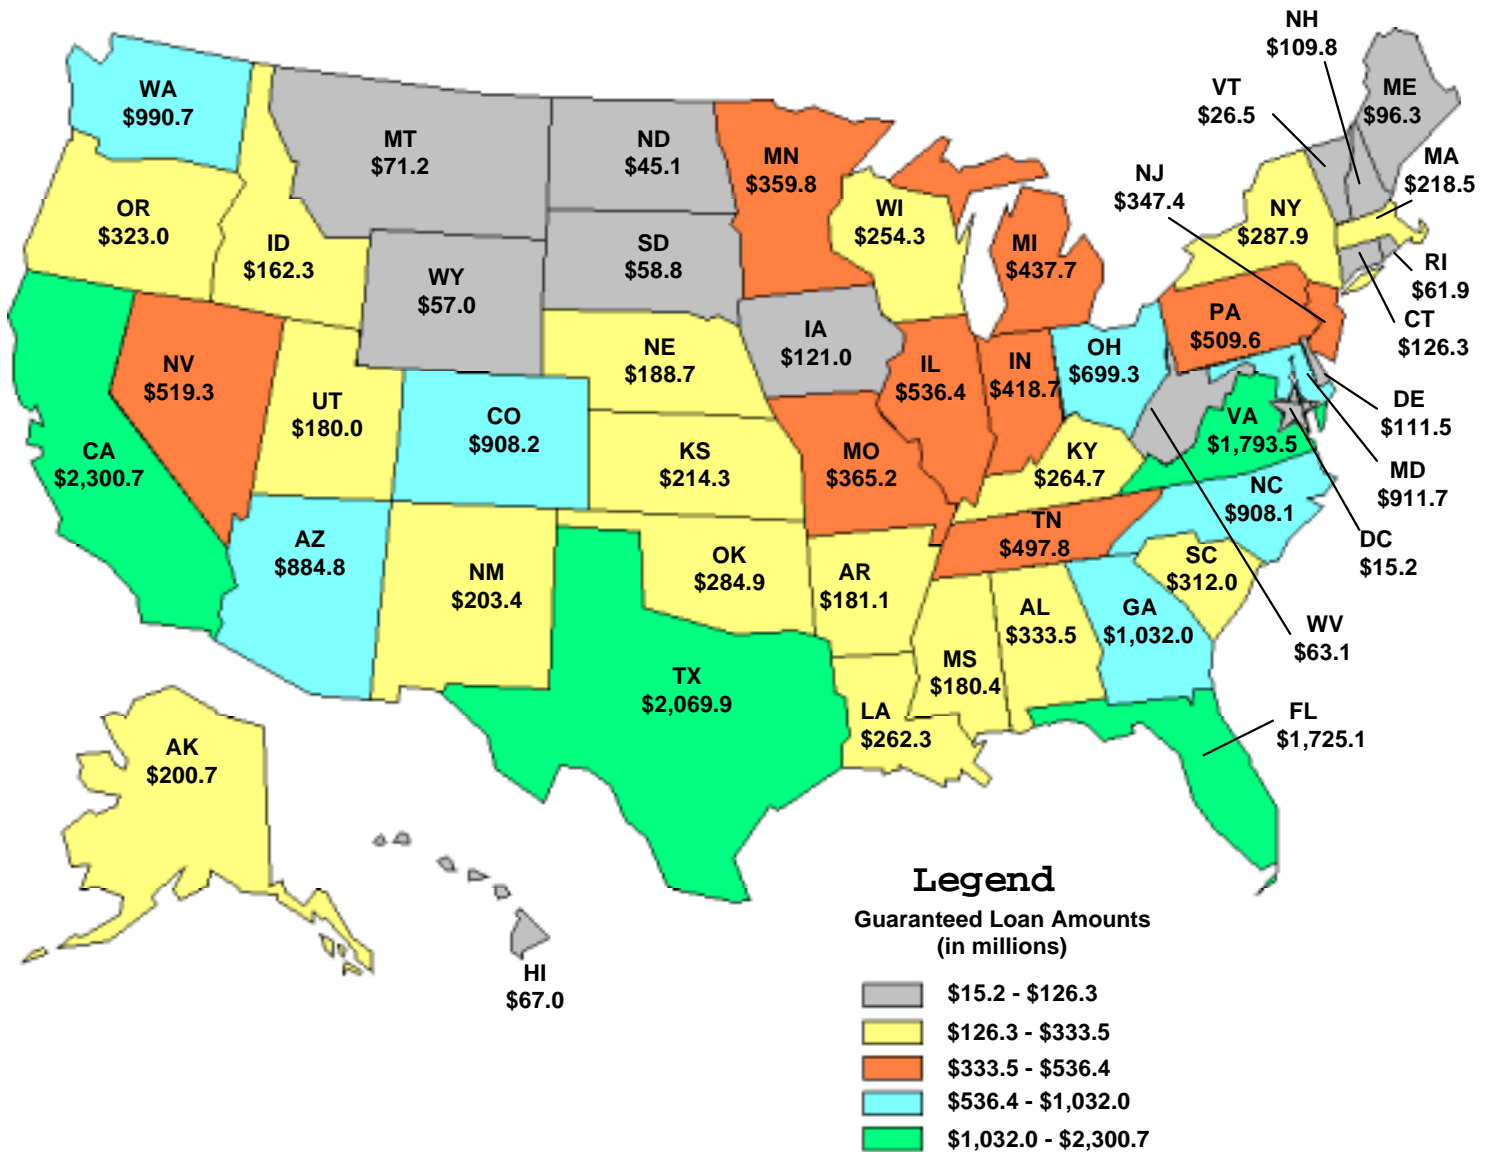 NH
$109.8
VT
$26.5
ME
$96.3
WA
$990.7
MT
$71.2
ND
$45.1
MN
$359.8
NJ
$347.4
MA
$218.5
OR
$323.0
ID
$162.3
WY
$57.0
SD
$58.8
WI
$254.3
MI
$437.7
NY
$287.9
RI
$61.9
CT
$126.3
NV
$519.3
UT
$180.0
CO
$908.2
NE
$188.7
IA
$121.0
IL
$536.4
IN
$418.7
OH
$699.3
PA
$509.6
DE
$111.5
CA
$2,300.7
KS
$214.3
MO
$365.2
KY
$264.7
VA
$1,793.5
MD
$911.7
AZ
$884.8
NM
$203.4
OK
$284.9
AR
$181.1
TN
$497.8
NC
$908.1
SC
$312.0
DC
$15.2
WV
$63.1
TX
$2,069.9
LA
$262.3
MS
$180.4
AL
$333.5
GA
$1,032.0
FL
$1,725.1
AK
$200.7
HI
$67.0
Legend
Guaranteed Loan Amounts
(in millions)
$15.2 - $126.3
$126.3 - $333.5
$333.5 - $536.4
$536.4 - $1,032.0
$1,032.0 - $2,300.7